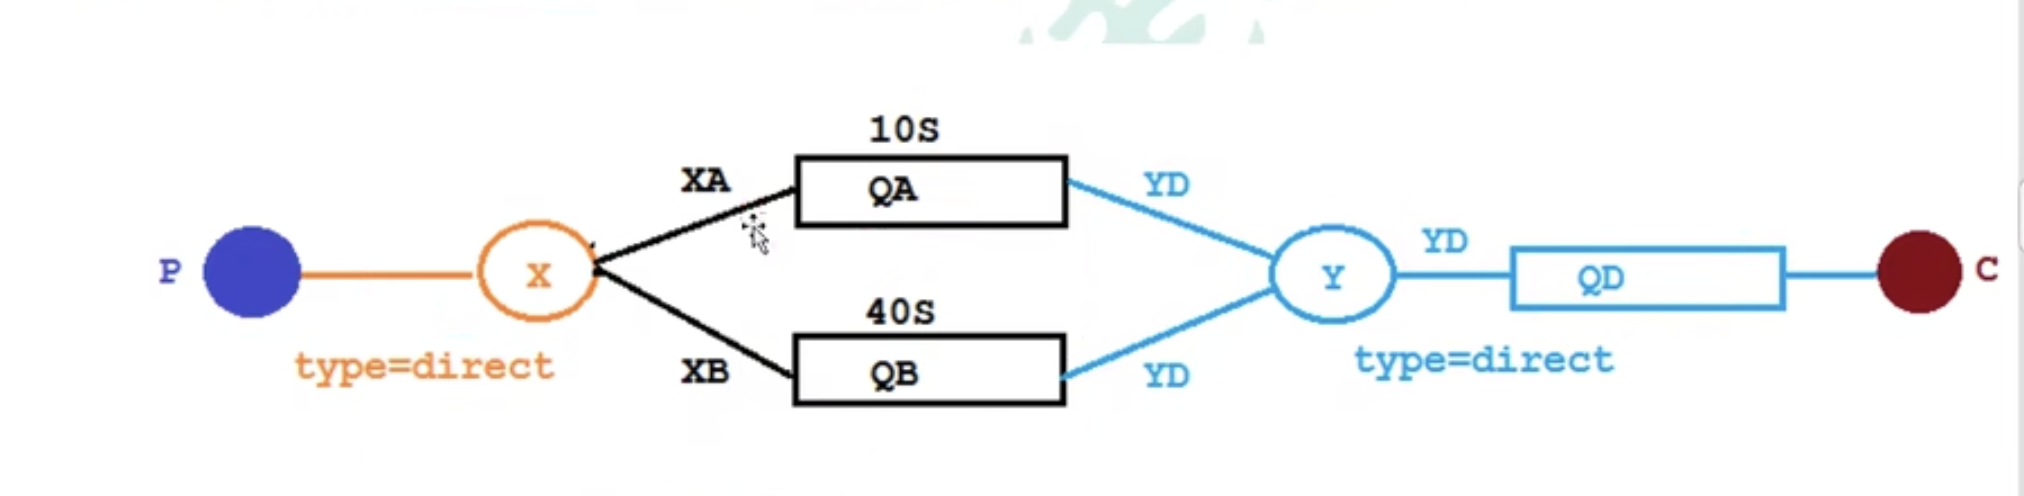 10S
XA
QA
YD
P
X
Y
YD
QD
C
type=direct
40S
XB
QB
YD
type=direct